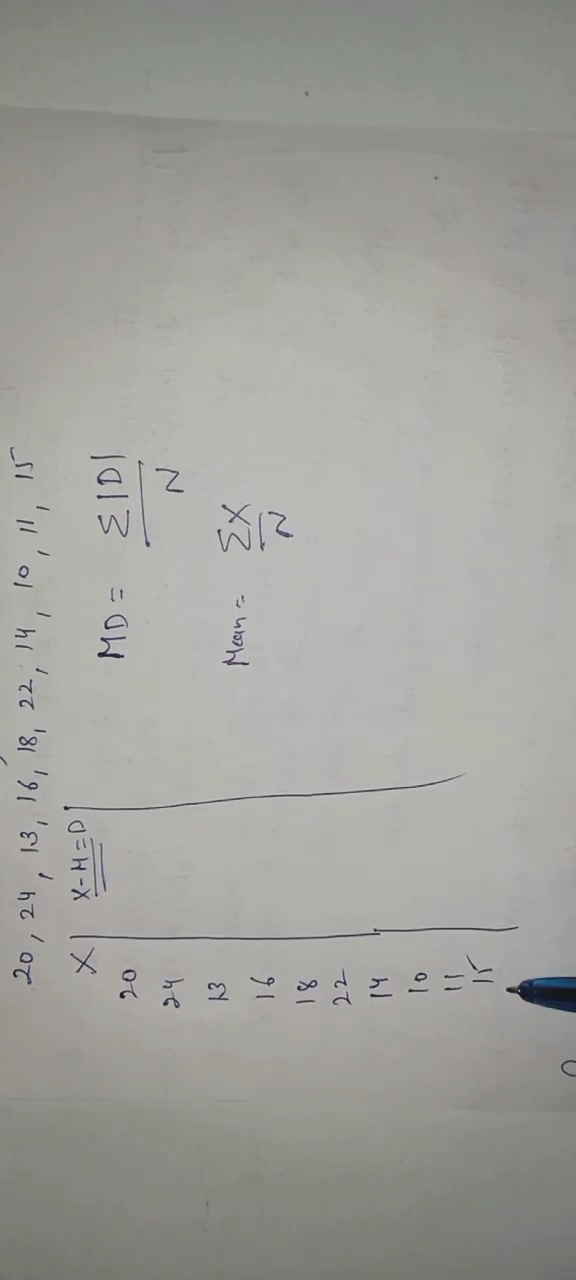 20, 24, 13, 16, 18, 22, 14, 10, 11, 15
X X-M=D
20
24
13
16
18
22
14
10
11
15
MD = Σ|D|
N
Mean = ΣX
N